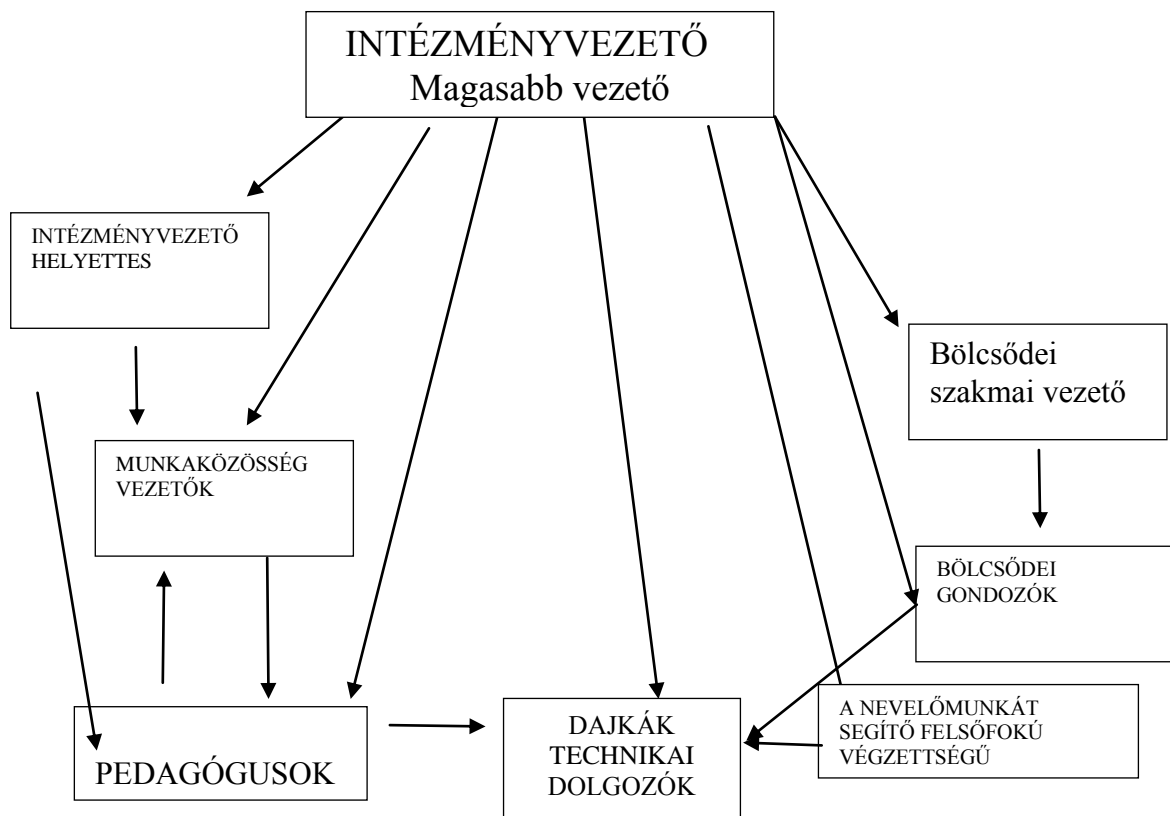 INTÉZMÉNYVEZETŐ
Magasabb vezető
INTÉZMÉNYVEZETŐ
HELYETTES
Bölcsődei
szakmai vezető
MUNKAKÖZÖSSÉG
VEZETŐK
BÖLCSŐDEI
GONDOZÓK
PEDAGÓGUSOK
DAJKÁK
TECHNIKAI
DOLGOZÓK
A NEVELŐMUNKÁT
SEGÍTŐ FELSŐFOKÚ
VÉGZETTSÉGŰ